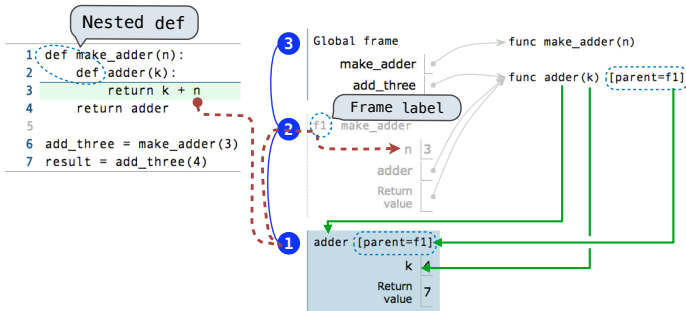 Nested def
1 def make_adder(n):
2 def adder(k):
3 return k + n
4 return adder
5
6 add_three = make_adder(3)
7 result = add_three(4)
3 Global frame
make_adder
add_three
func make_adder(n)
func adder(k) [parent=f1]
Frame label
2 f1 make_adder
n 3
adder
Return
value
1 adder [parent=f1]
k 4
Return
value 7